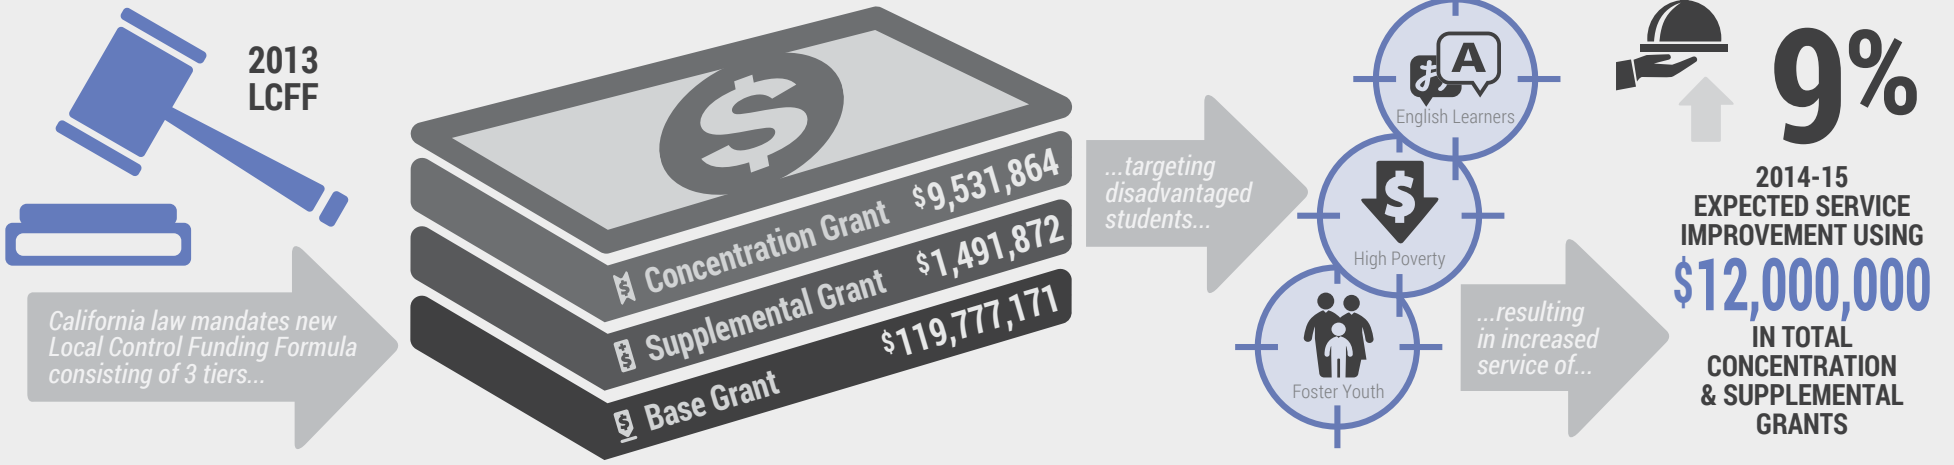 2013
LCFF
California law mandates new
Local Control Funding Formula
consisting of 3 tiers...
$
Concentration Grant $9,531,864
Supplemental Grant $1,491,872
Base Grant $119,777,171
...targeting
disadvantaged
students...
A
English Learners
$
High Poverty
Foster Youth
...resulting
in increased
service of...
9%
2014-15
EXPECTED SERVICE
IMPROVEMENT USING
$12,000,000
IN TOTAL
CONCENTRATION
& SUPPLEMENTAL
GRANTS